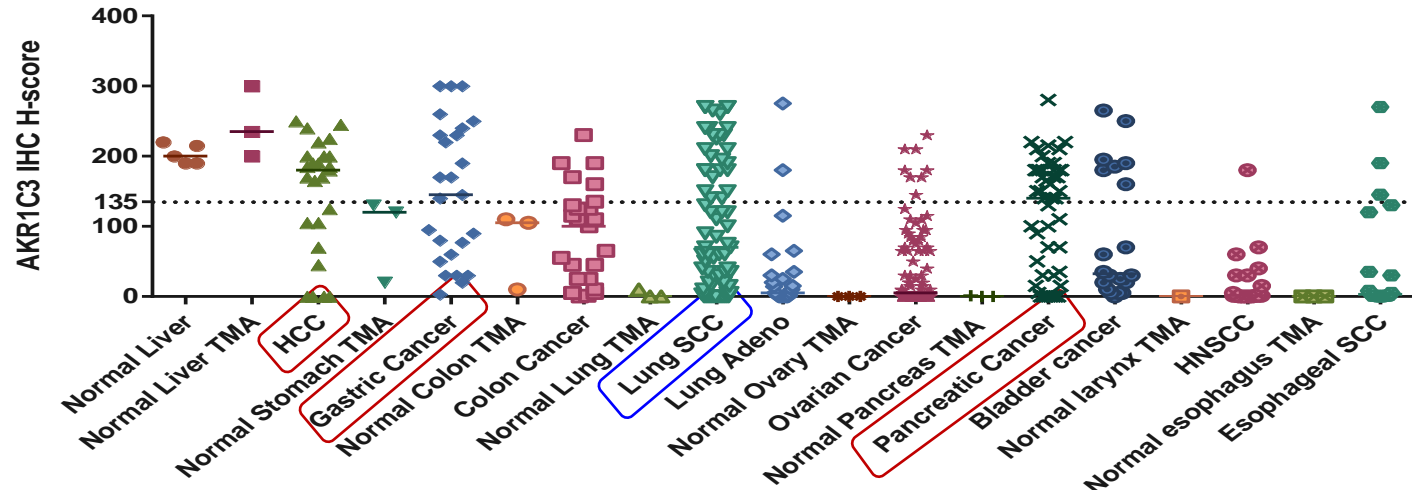 AKR1C3 IHC H-score
400
300
200
135
100
0
Normal Liver
Normal Liver TMA
HCC
Normal Stomach TMA
Gastric Cancer
Normal Colon TMA
Colon Cancer
Normal Lung TMA
Lung SCC
Lung Adeno
Normal Ovary TMA
Ovarian Cancer
Normal Pancreas TMA
Pancreatic Cancer
Bladder cancer
Normal larynx TMA
HNSCC
Normal esophagus TMA
Esophageal SCC